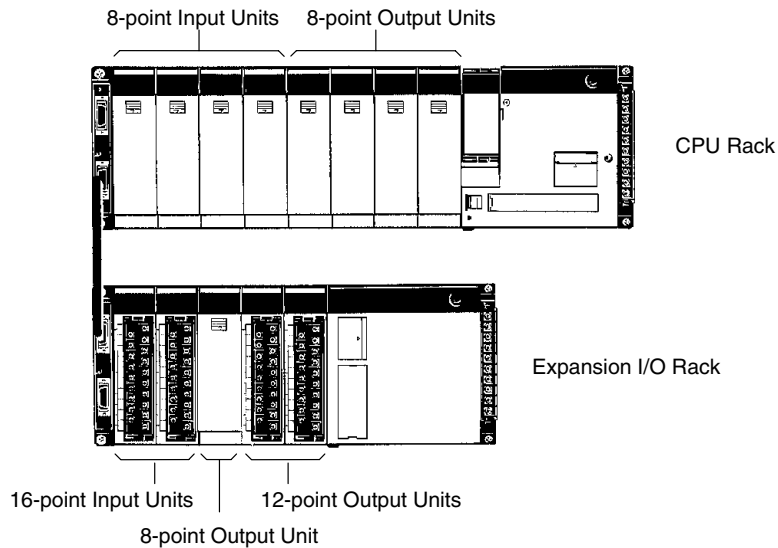 8-point Input Units
8-point Output Units
CPU Rack
Expansion I/O Rack
16-point Input Units
12-point Output Units
8-point Output Unit